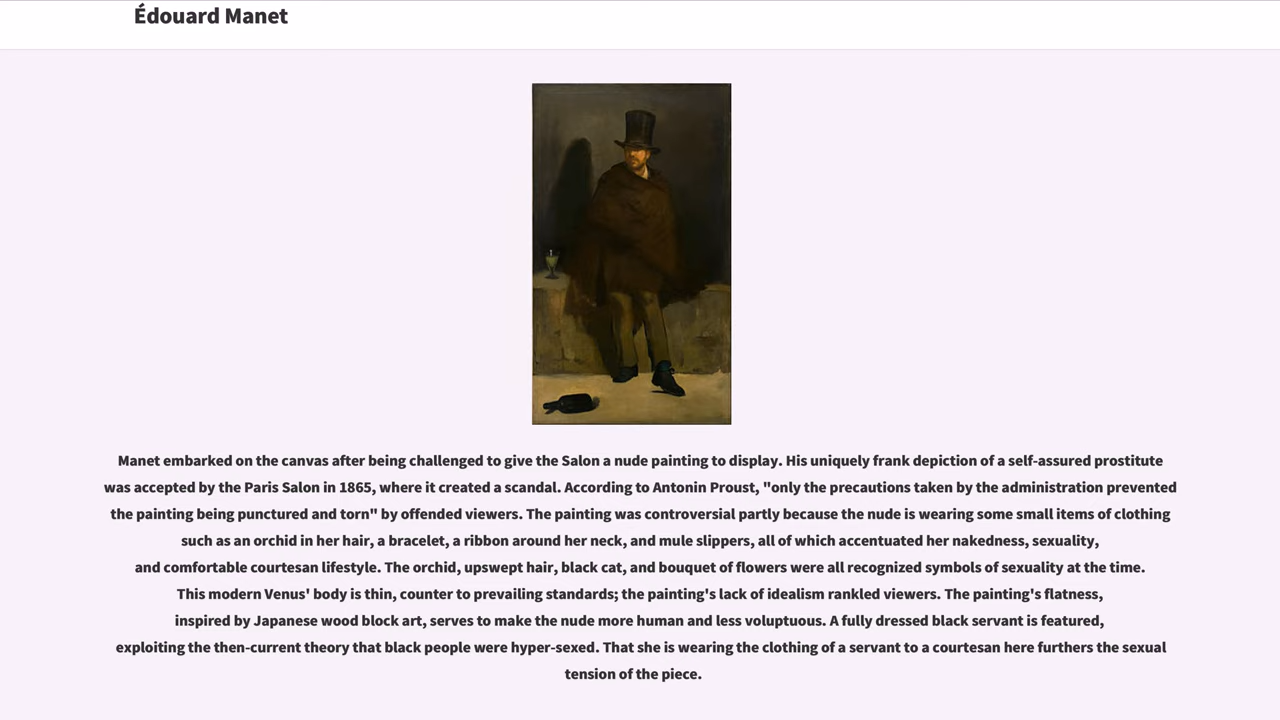 Édouard Manet
Manet embarked on the canvas after being challenged to give the Salon a nude painting to display. His uniquely frank depiction of a self-assured prostitute
was accepted by the Paris Salon in 1865, where it created a scandal. According to Antonin Proust, "only the precautions taken by the administration prevented
the painting being punctured and torn" by offended viewers. The painting was controversial partly because the nude is wearing some small items of clothing
such as an orchid in her hair, a bracelet, a ribbon around her neck, and mule slippers, all of which accentuated her nakedness, sexuality,
and comfortable courtesan lifestyle. The orchid, upswept hair, black cat, and bouquet of flowers were all recognized symbols of sexuality at the time.
This modern Venus' body is thin, counter to prevailing standards; the painting's lack of idealism rankled viewers. The painting's flatness,
inspired by Japanese wood block art, serves to make the nude more human and less voluptuous. A fully dressed black servant is featured,
exploiting the then-current theory that black people were hyper-sexed. That she is wearing the clothing of a servant to a courtesan here furthers the sexual
tension of the piece.